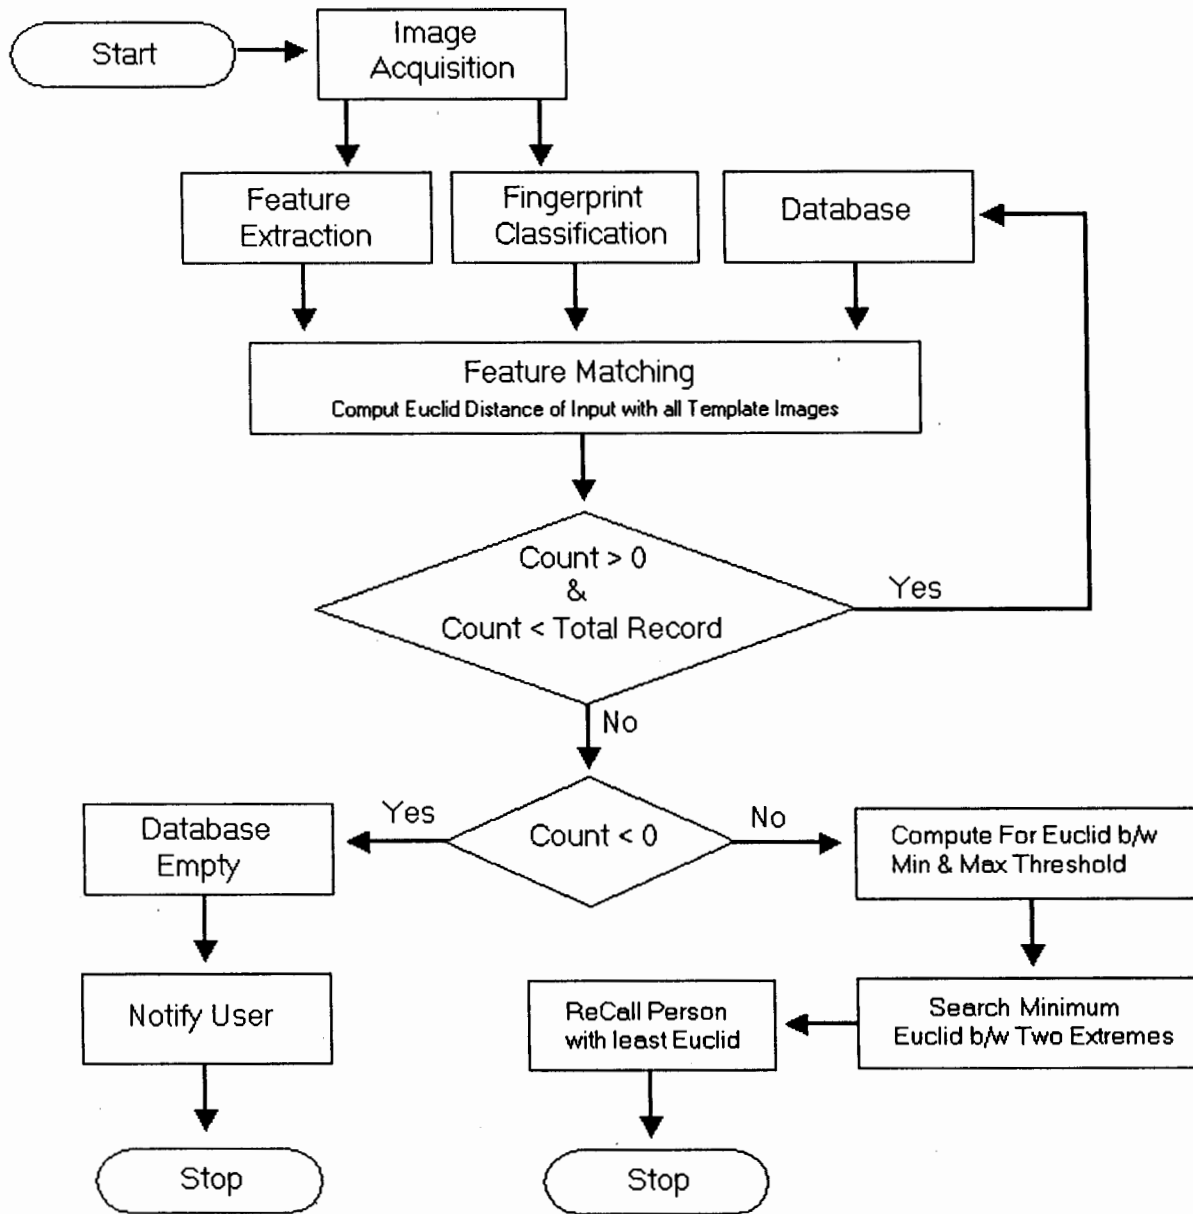 Start
Image
Acquisition
Feature
Extraction
Fingerprint
Classification
Database
Feature Matching
Comput Euclid Distance of Input with all Template Images
Count > 0
&
Count < Total Record
Yes
No
Count < 0
Yes
No
Database
Empty
Compute For Euclid b/w
Min & Max Threshold
Notify User
ReCall Person
with least Euclid
Search Minimum
Euclid b/w Two Extremes
Stop
Stop